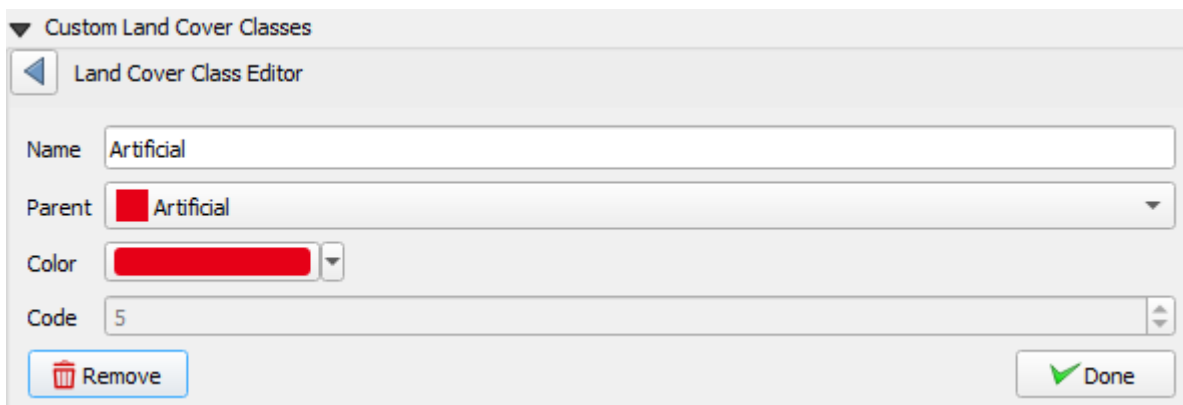 Custom Land Cover Classes
Land Cover Class Editor
Name Artificial
Parent Artificial
Color
Code 5
Remove Done